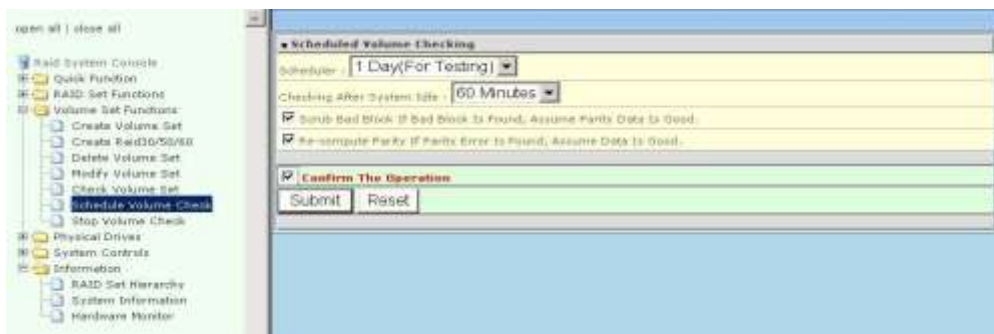 open all | close all
Raid System Console
Quick Function
RAID Set Functions
Volume Set Functions
Create Volume Set
Create Raid30/50/60
Delete Volume Set
Modify Volume Set
Check Volume Set
Schedule Volume Check
Stop Volume Check
Physical Drives
System Controls
Information
RAID Set Hierarchy
System Information
Hardware Monitor
Scheduled Volume Checking
Scheduler : 1 Day(For Testing)
Checking After System Idle : 60 Minutes
Scrub Bad Block If Bad Block Is Found, Assume Parity Data Is Good.
Re-compute Parity If Parity Error Is Found, Assume Data Is Good.
Confirm The Operation
Submit Reset